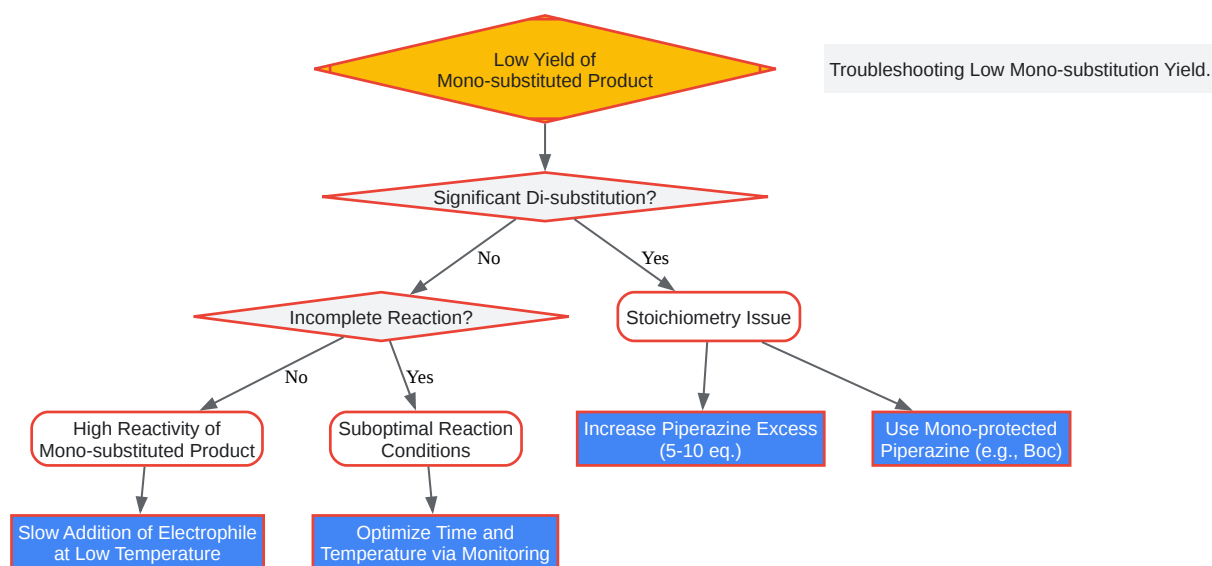 Low Yield of
Mono-substituted Product
Troubleshooting Low Mono-substitution Yield.
Significant Di-substitution?
No
Yes
Incomplete Reaction?
Stoichiometry Issue
No
Yes
High Reactivity of
Mono-substituted Product
Suboptimal Reaction
Conditions
Increase Piperazine Excess
(5-10 eq.)
Use Mono-protected
Piperazine (e.g., Boc)
Slow Addition of Electrophile
at Low Temperature
Optimize Time and
Temperature via Monitoring